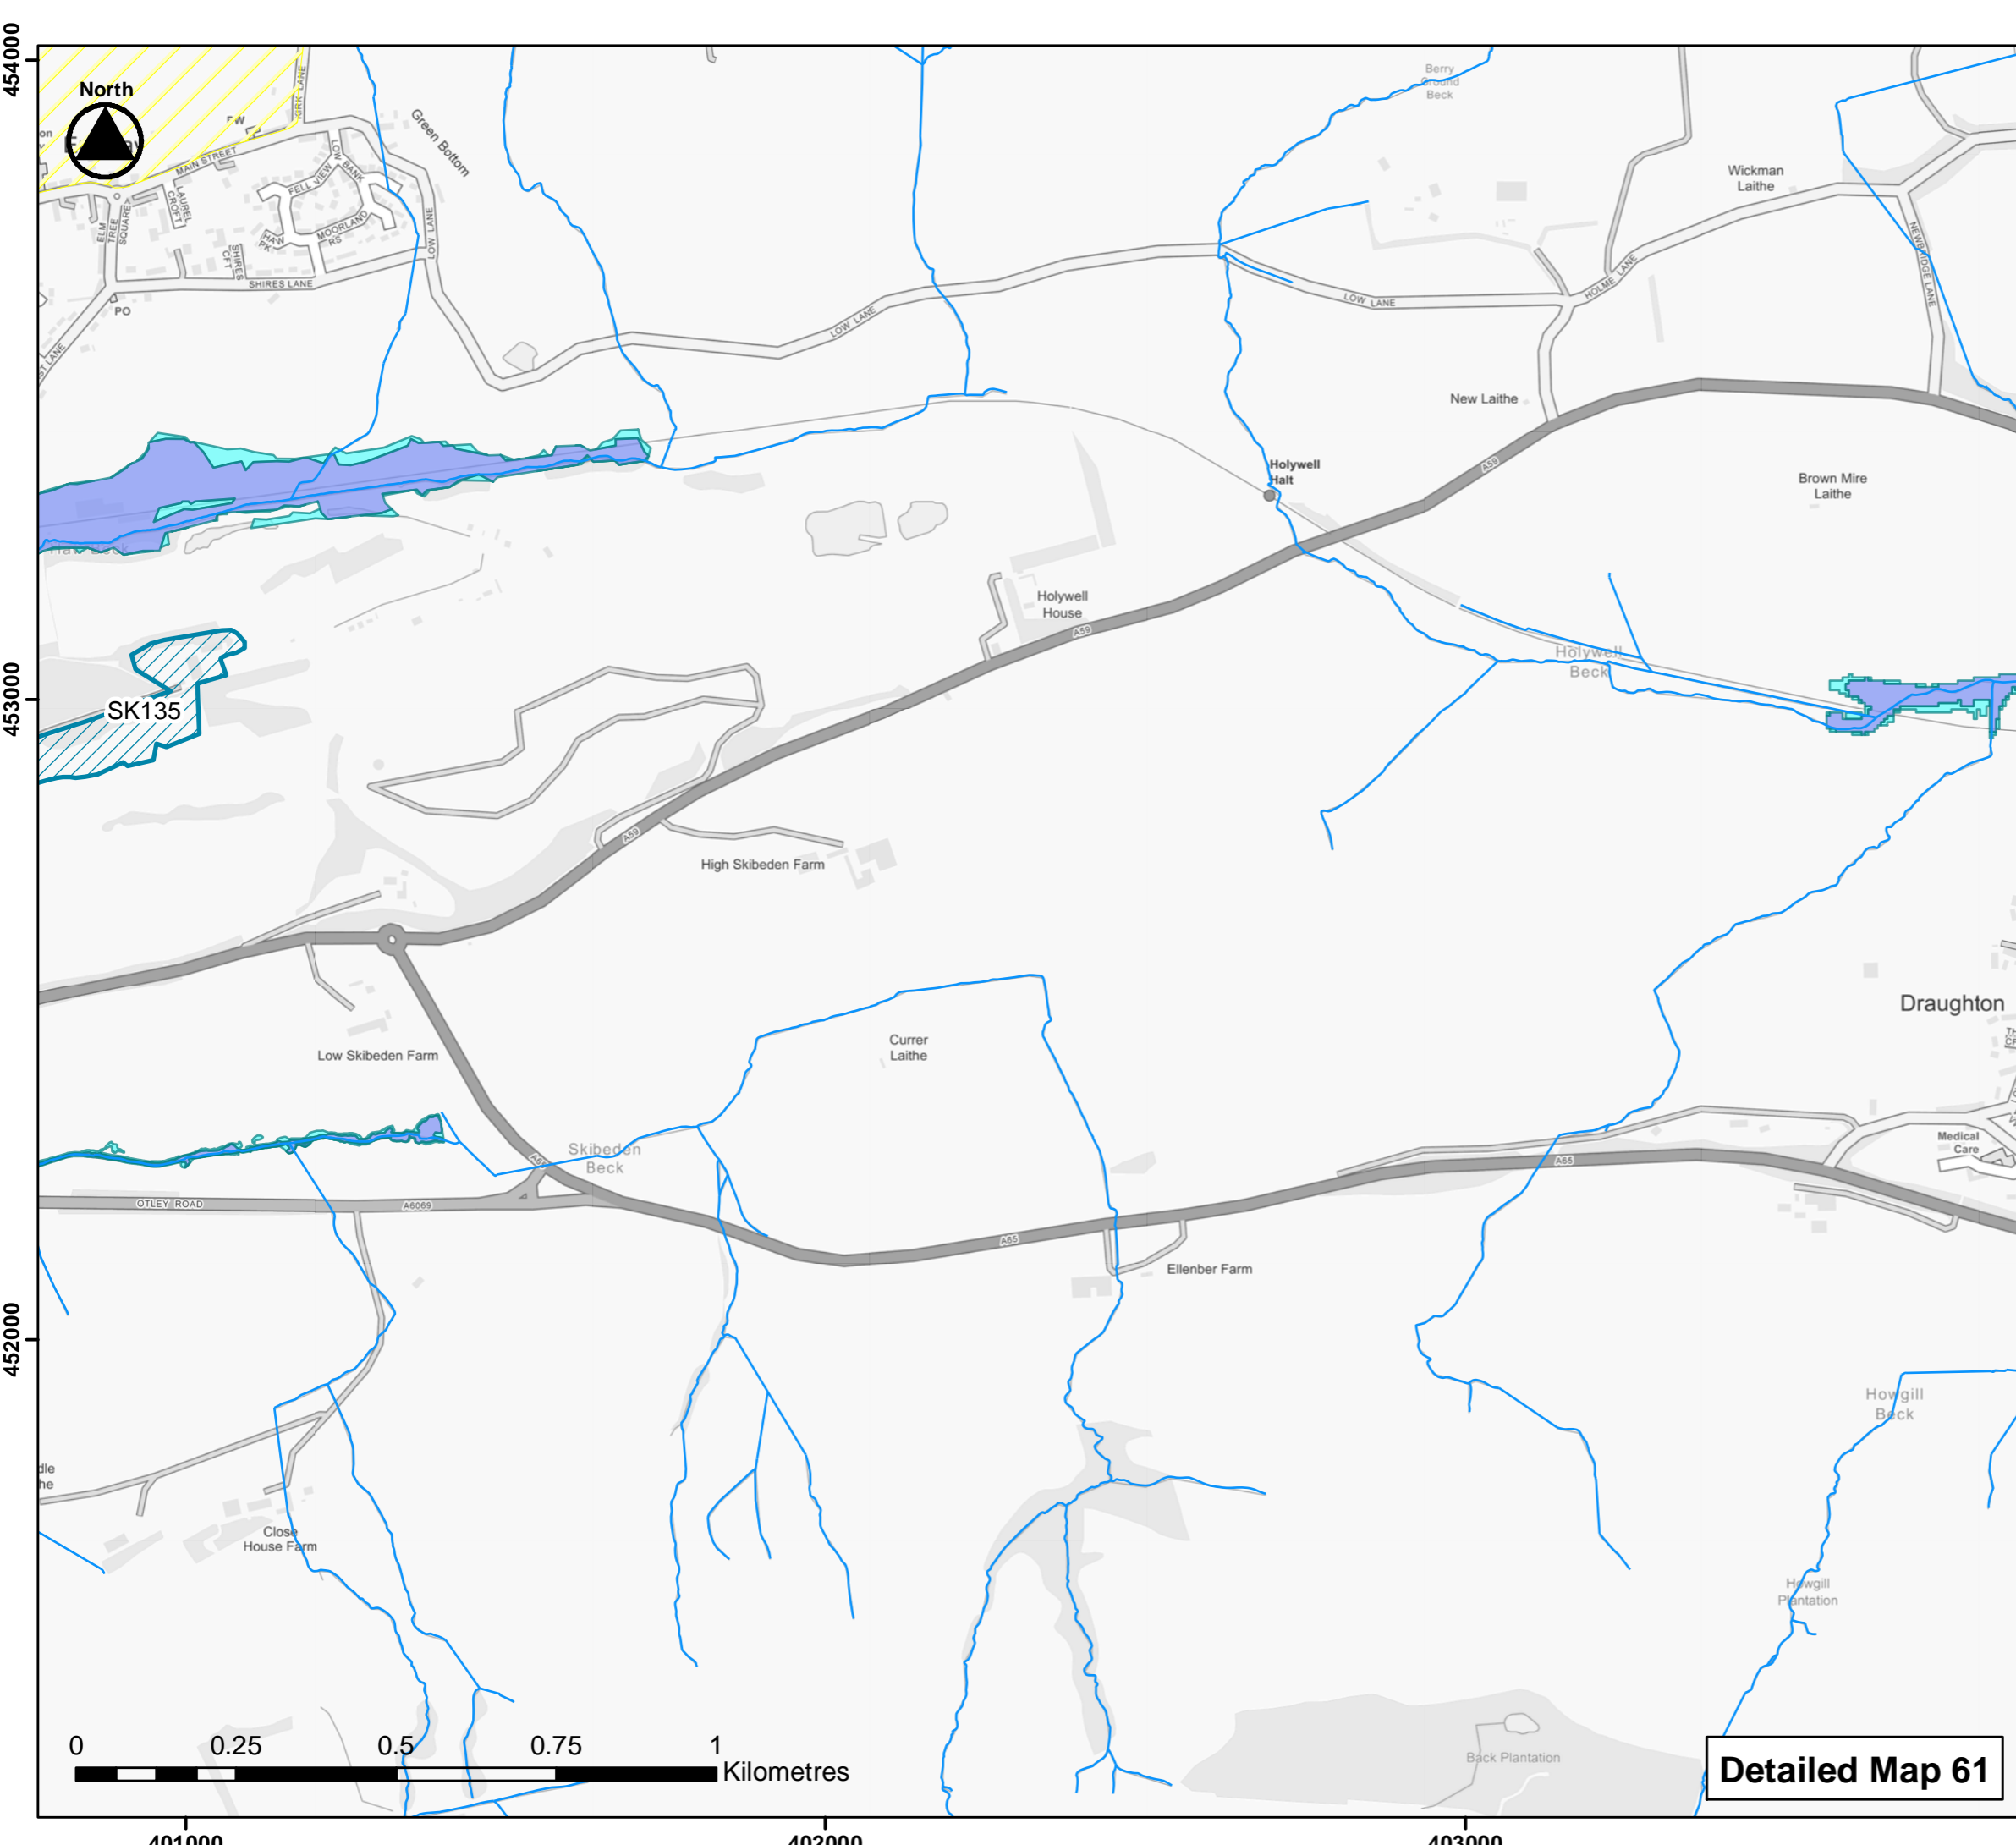 454000
North
KIRK LANE
MAIN STREET
LOW
BANK
FELL VIEW
LAUREL
CROFT
ELM
TREE
SQUARE
MOORLAND
SHIRES
CFT
LOW LANE
Green Bottom
SHIRES LANE
PO
Berry
Ground
Beck
Wickman
Laithe
NEWBRIDGE LANE
HOLME LANE
LOW LANE
LOW LANE
New Laithe
A59
Holywell
Halt
Brown Mire
Laithe
Haw Beck
Holywell
House
A59
Holywell
Beck
453000
SK135
A59
High Skibeden Farm
Draughton
Low Skibeden Farm
Currer
Laithe
Skibeden
Beck
A65
Medical
Care
A65
OTLEY ROAD
A6069
A65
Ellenber Farm
452000
Howgill
Beck
Close
House Farm
Howgill
Plantation
Back Plantation
0 0.25 0.5 0.75 1
Kilometres
Detailed Map 61
401000 402000 403000